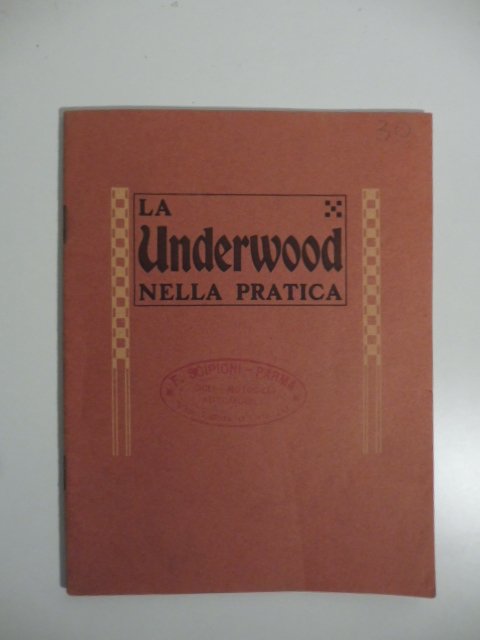 30
LA
Underwood
NELLA PRATICA
F. SCIPIONI - PARMA